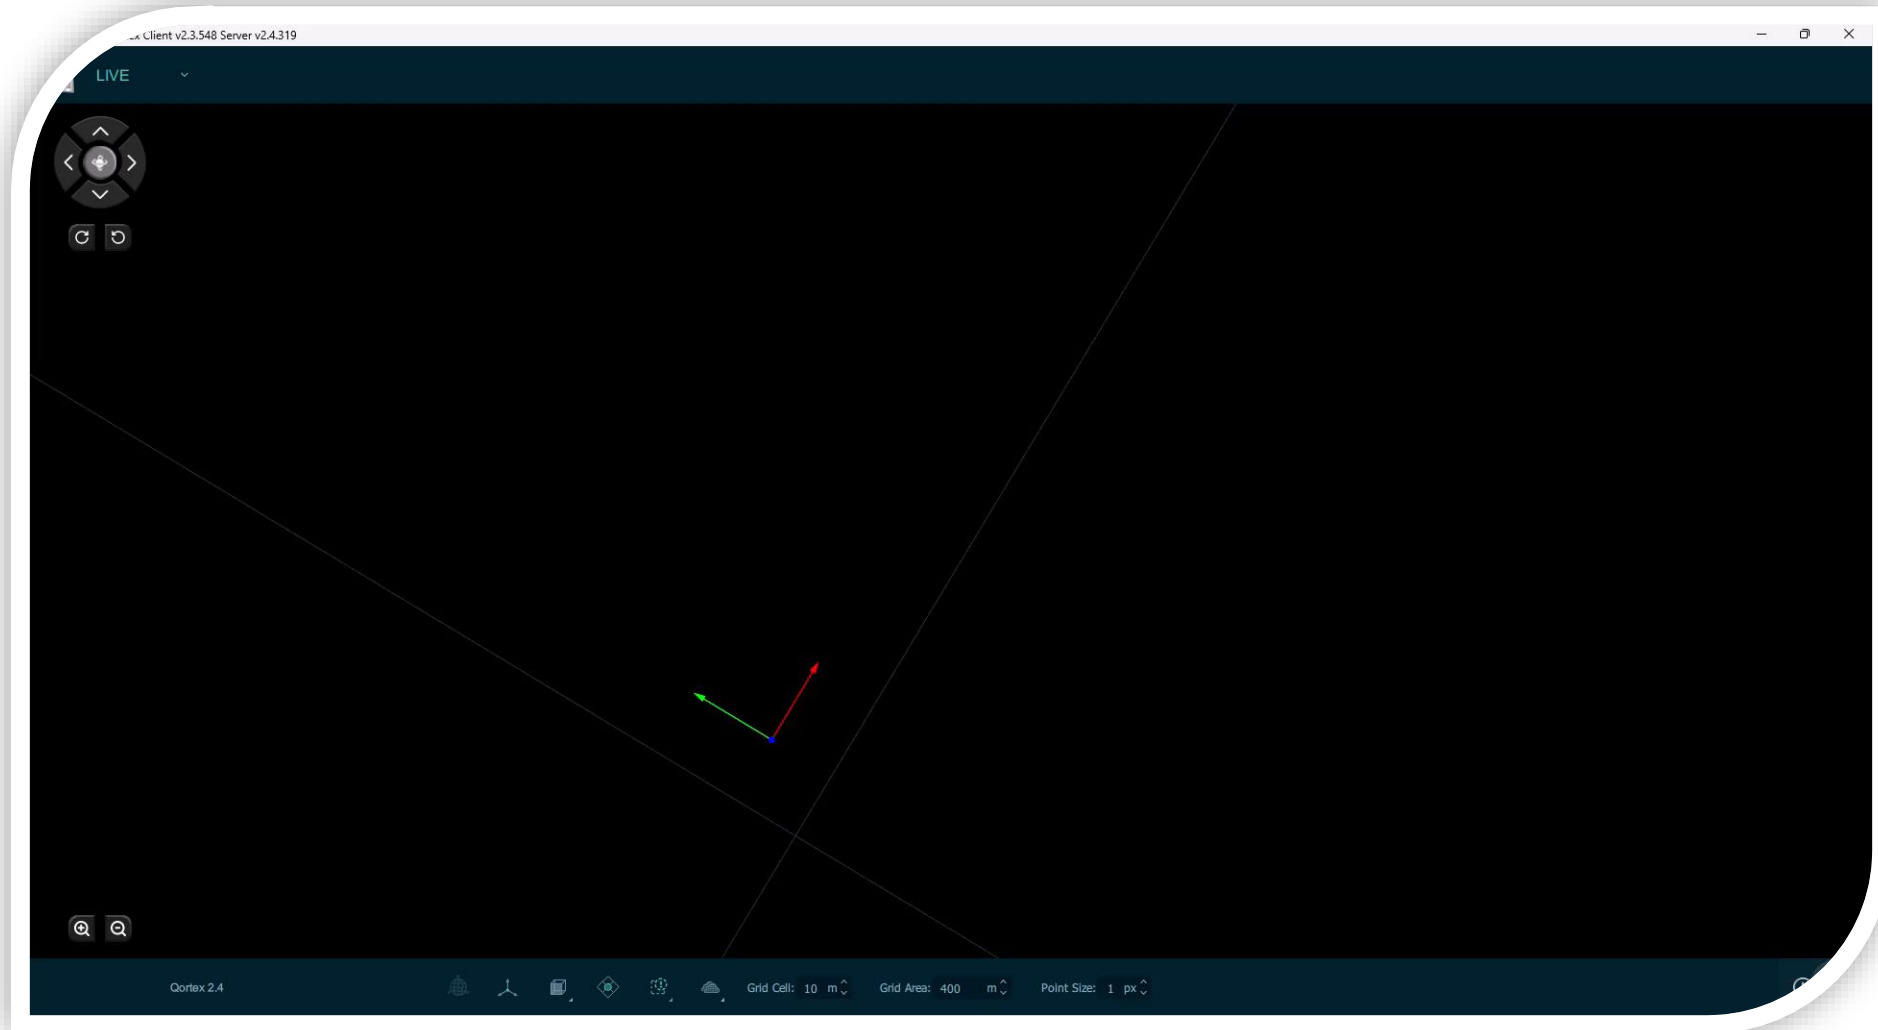 Client v2.3.548 Server v2.4.319
LIVE
Qortex 2.4
Grid Cell: 10 m
Grid Area: 400 m
Point Size: 1 px